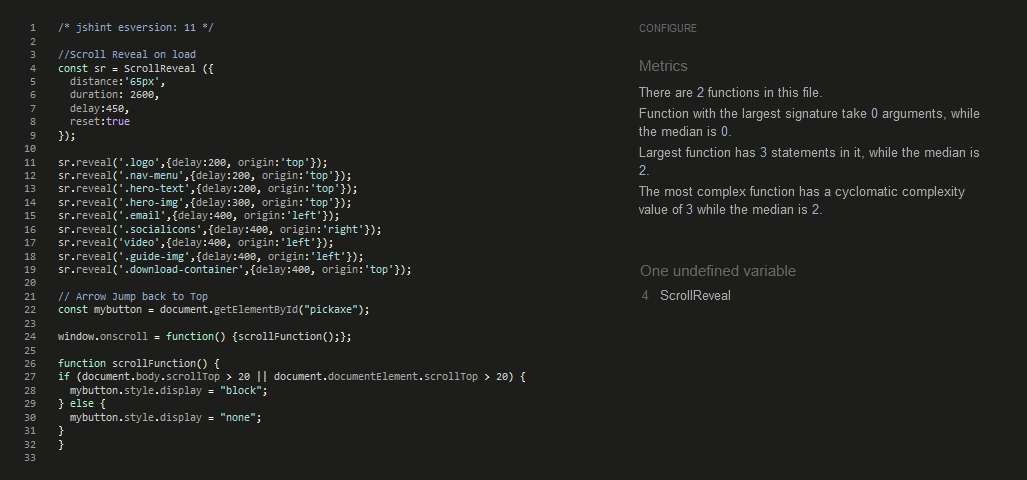 1 /* jshint esversion: 11 */
2
3 //Scroll Reveal on load
4 const sr = ScrollReveal ({
5   distance:'65px',
6   duration: 2600,
7   delay:450,
8   reset:true
9 });
10
11 sr.reveal('.logo',{delay:200, origin:'top'});
12 sr.reveal('.nav-menu',{delay:200, origin:'top'});
13 sr.reveal('.hero-text',{delay:200, origin:'top'});
14 sr.reveal('.hero-img',{delay:300, origin:'top'});
15 sr.reveal('.email',{delay:400, origin:'left'});
16 sr.reveal('.socialicons',{delay:400, origin:'right'});
17 sr.reveal('video',{delay:400, origin:'left'});
18 sr.reveal('.guide-img',{delay:400, origin:'left'});
19 sr.reveal('.download-container',{delay:400, origin:'top'});
20
21 // Arrow Jump back to Top
22 const mybutton = document.getElementById("pickaxe");
23
24 window.onscroll = function() {scrollFunction();};
25
26 function scrollFunction() {
27 if (document.body.scrollTop > 20 || document.documentElement.scrollTop > 20) {
28   mybutton.style.display = "block";
29 } else {
30   mybutton.style.display = "none";
31 }
32 }
33
CONFIGURE
Metrics
There are 2 functions in this file.
Function with the largest signature take 0 arguments, while
the median is 0.
Largest function has 3 statements in it, while the median is
2.
The most complex function has a cyclomatic complexity
value of 3 while the median is 2.
One undefined variable
4 ScrollReveal